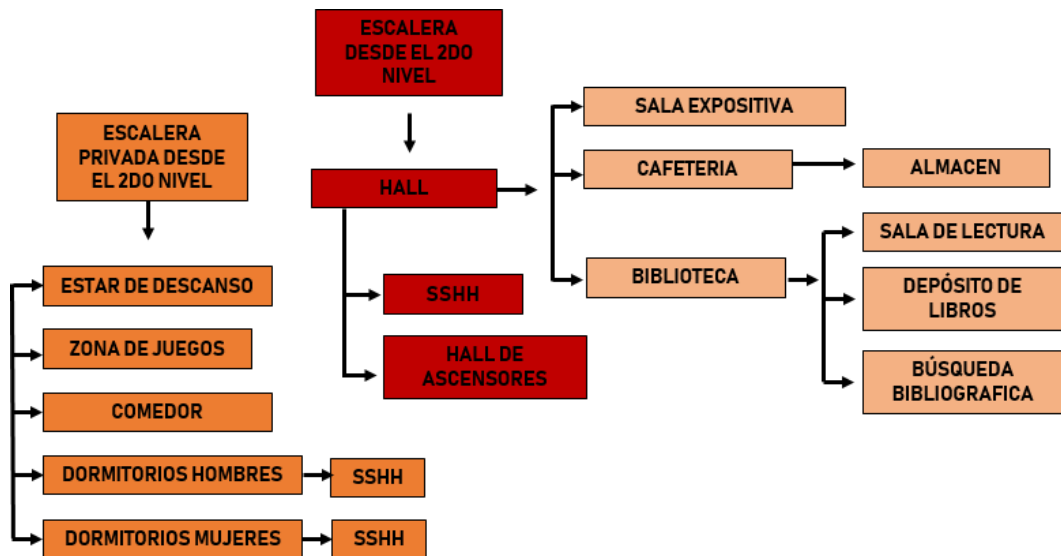 ESCALERA
DESDE EL 2DO
NIVEL
ESCALERA
PRIVADA DESDE
EL 2DO NIVEL
HALL
SSHH
HALL DE
ASCENSORES
SALA EXPOSITIVA
CAFETERIA
ALMACEN
BIBLIOTECA
SALA DE LECTURA
DEPÓSITO DE
LIBROS
BÚSQUEDA
BIBLIOGRAFICA
ESTAR DE DESCANSO
ZONA DE JUEGOS
COMEDOR
DORMITORIOS HOMBRES
SSHH
DORMITORIOS MUJERES
SSHH